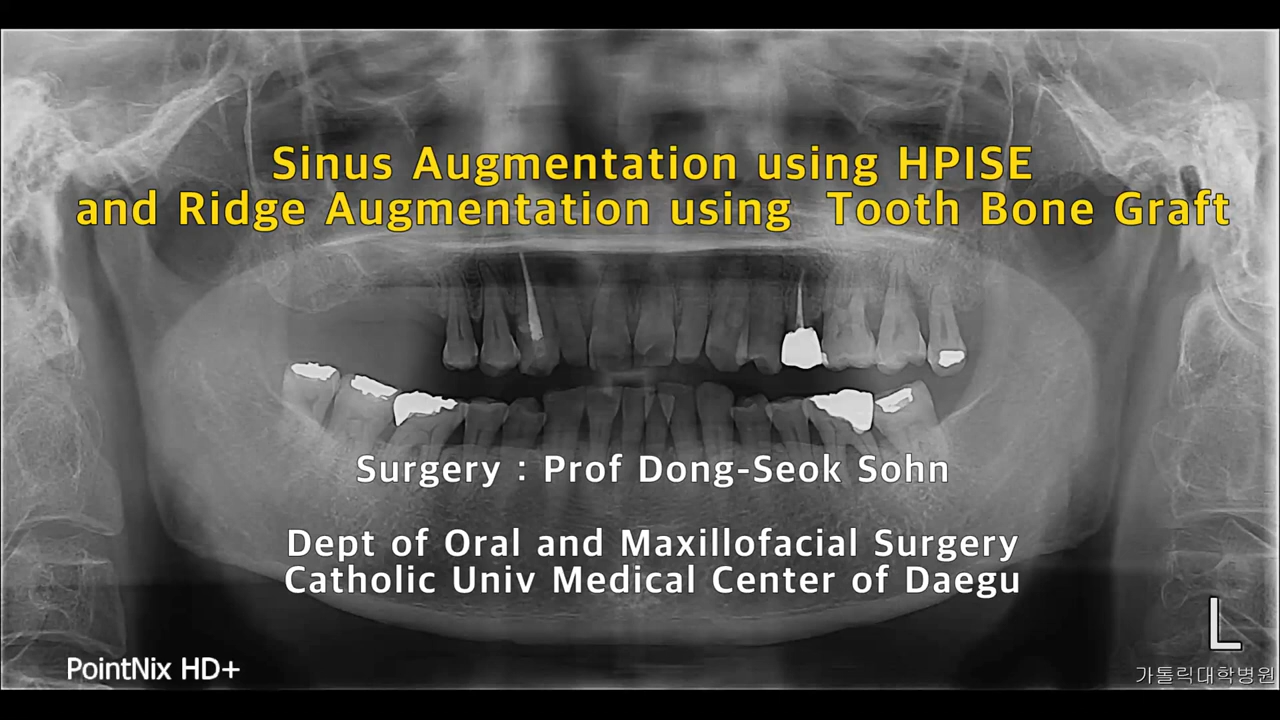 Sinus Augmentation using HPISE
and Ridge Augmentation using Tooth Bone Graft
Surgery : Prof Dong-Seok Sohn
Dept of Oral and Maxillofacial Surgery
Catholic Univ Medical Center of Daegu
L
PointNix HD+
가톨릭대학병원